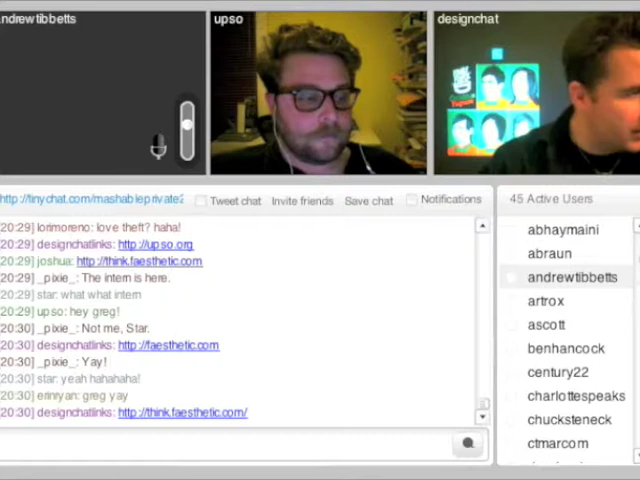 andrewtibbetts
upso
designchat
http://tinychat.com/mashableprivate2
Tweet chat
Invite friends
Save chat
Notifications
45 Active Users
[20:29] lorimoreno: love theft? haha!
[20:29] designchatlinks: http://upso.org
[20:29] joshua: http://think.faesthetic.com
[20:29] _pixie_: The intern is here.
[20:29] star: what what intern
[20:29] upso: hey greg!
[20:30] _pixie_: Not me, Star.
[20:30] designchatlinks: http://faesthetic.com
[20:30] _pixie_: Yay!
[20:30] star: yeah hahahaha!
[20:30] erinryan: greg yay
[20:30] designchatlinks: http://think.faesthetic.com/
abhaymaini
abraun
andrewtibbetts
artrox
ascott
benhancock
century22
charlottespeaks
chucksteneck
ctmarcom